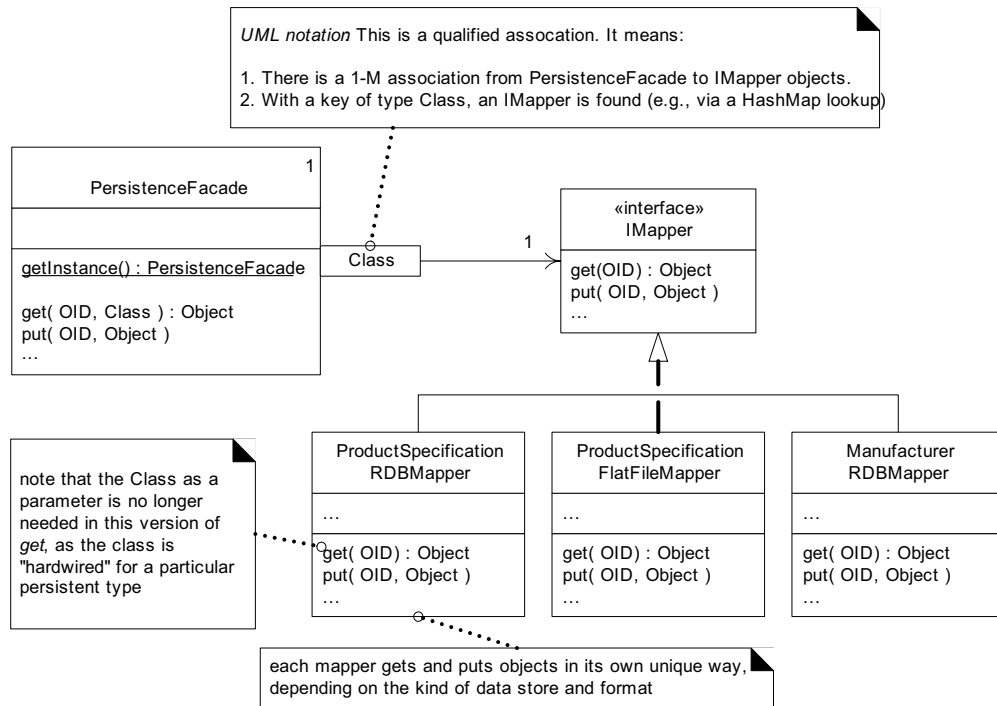 UML notation This is a qualified assocation. It means:
1. There is a 1-M association from PersistenceFacade to IMapper objects.
2. With a key of type Class, an IMapper is found (e.g., via a HashMap lookup)
1
PersistenceFacade
getInstance() : PersistenceFacade
get( OID, Class ) : Object
put( OID, Object )
...
Class
1
«interface»
IMapper
get(OID) : Object
put( OID, Object )
...
note that the Class as a
parameter is no longer
needed in this version of
get, as the class is
"hardwired" for a particular
persistent type
ProductSpecification
RDBMapper
...
get( OID) : Object
put( OID, Object )
...
ProductSpecification
FlatFileMapper
...
get( OID) : Object
put( OID, Object )
...
Manufacturer
RDBMapper
...
get( OID) : Object
put( OID, Object )
...
each mapper gets and puts objects in its own unique way,
depending on the kind of data store and format